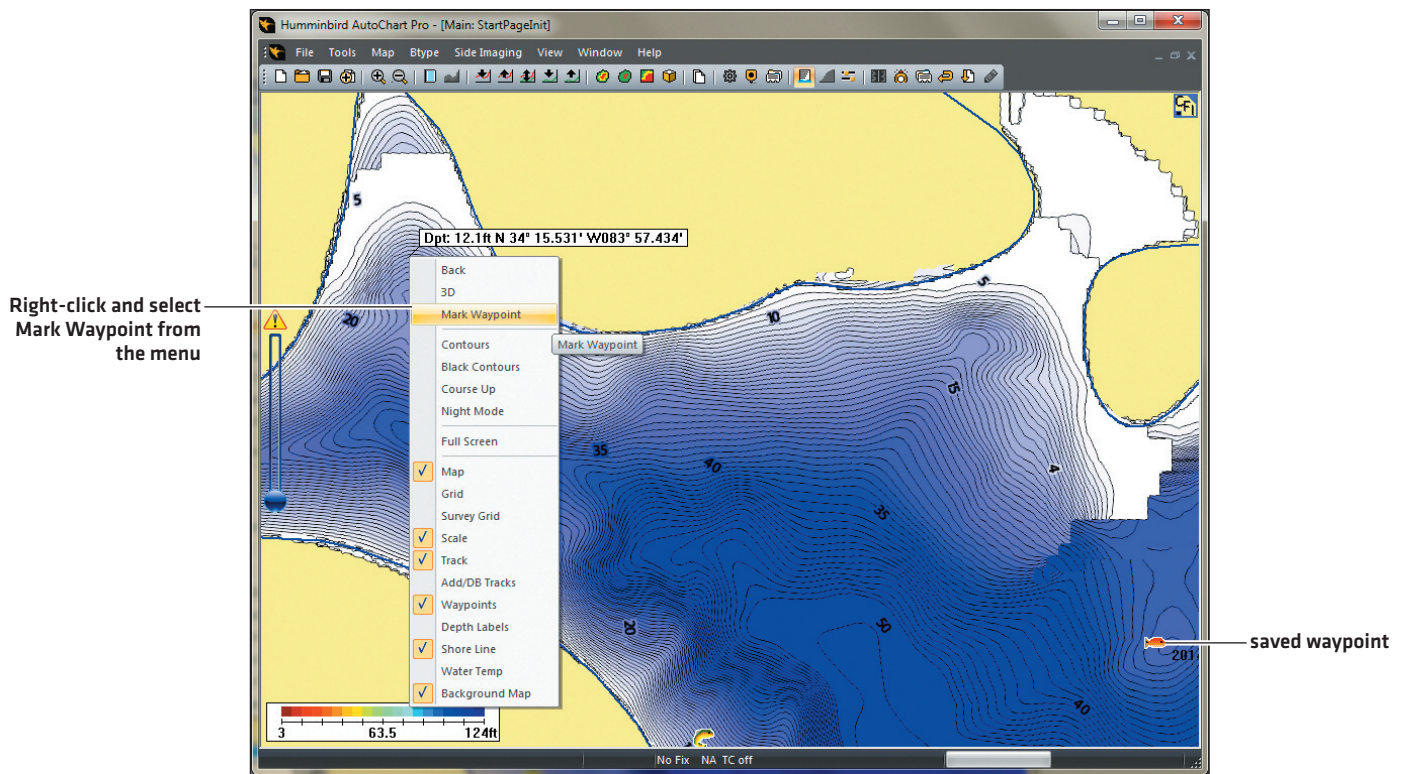 Humminbird AutoChart Pro - [Main: StartPageInit]
File Tools Map Btype Side Imaging View Window Help
CFI
5
Dpt: 12.1ft N 34° 15.531' W083° 57.434'
Right-click and select
Mark Waypoint from
the menu
Back
3D
Mark Waypoint
Mark Waypoint
Contours
Black Contours
Course Up
Night Mode
Full Screen
Map
Grid
Survey Grid
Scale
Track
Add/DB Tracks
Waypoints
Depth Labels
Shore Line
Water Temp
Background Map
20
5
10
15
35
40
4
35
20
50
saved waypoint
201
40
3 63.5 124ft
No Fix NA TC off